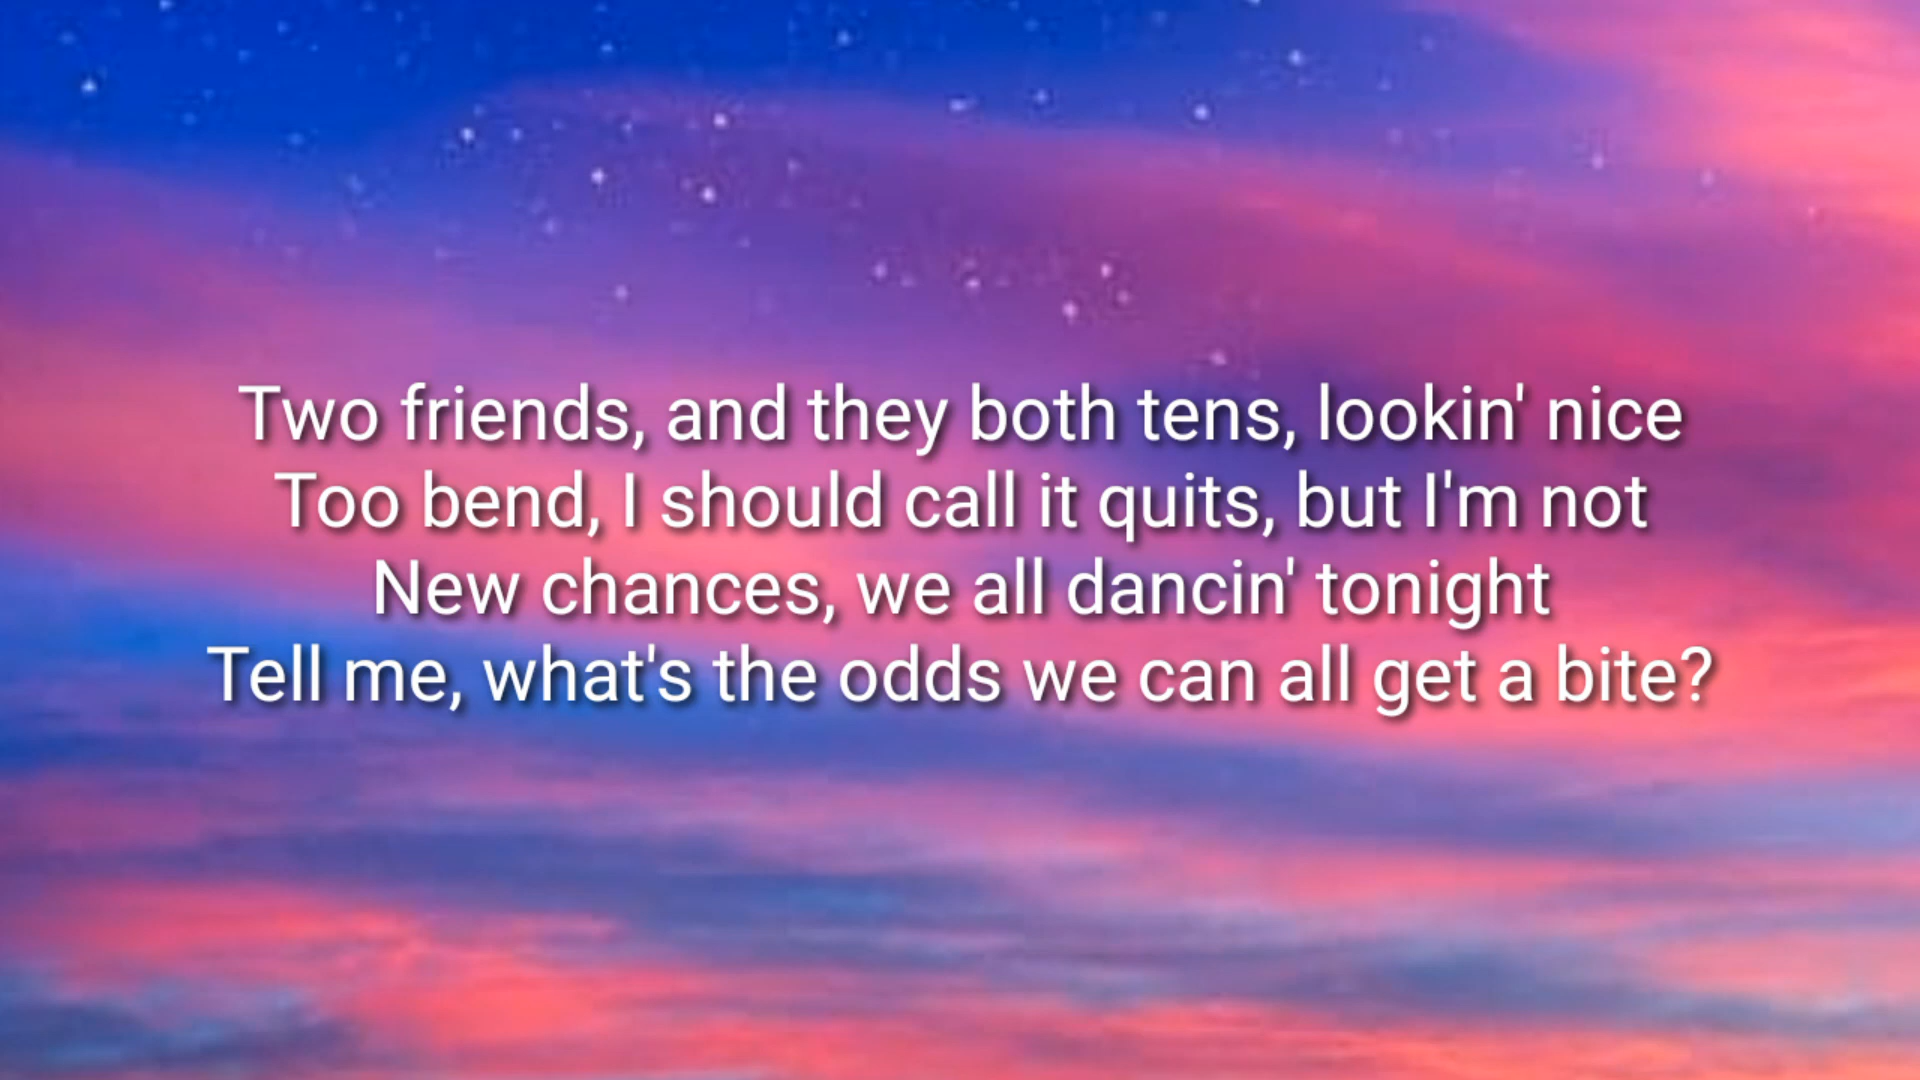 Two friends, and they both tens, lookin' nice
Too bend, I should call it quits, but I'm not
New chances, we all dancin' tonight
Tell me, what's the odds we can all get a bite?